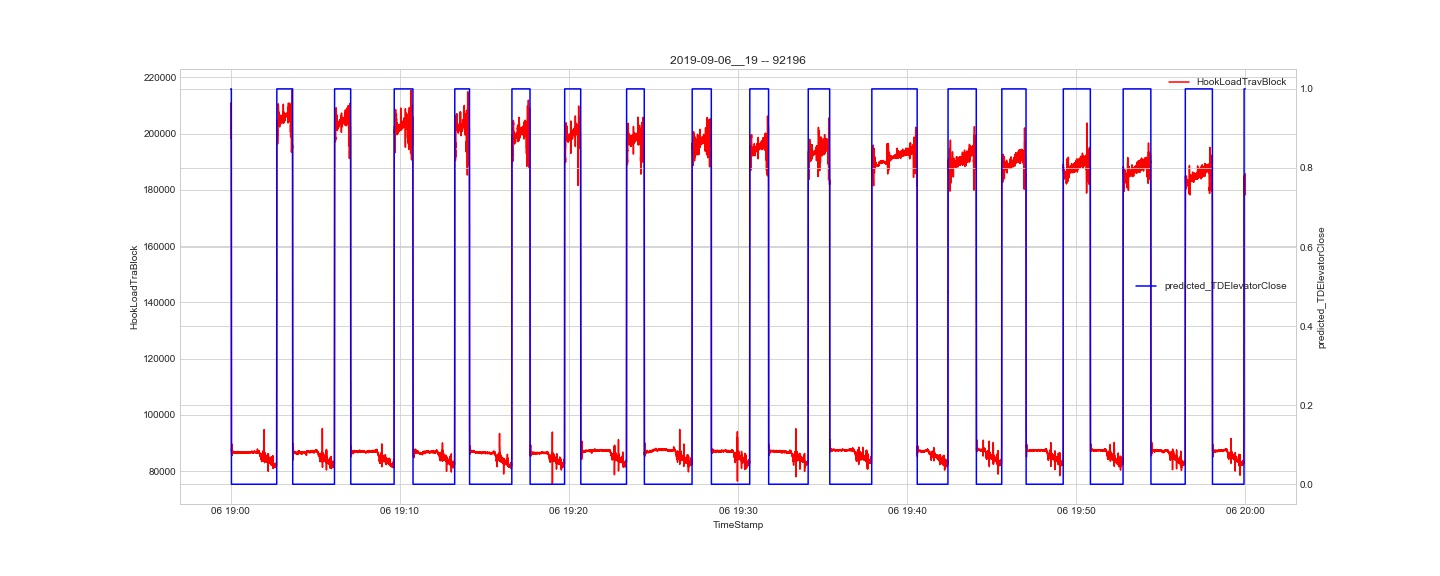 2019-09-06__19 -- 92196
HookLoadTravBlock
predicted_TDElevatorClose
HookLoadTraBlock
220000
200000
180000
160000
140000
120000
100000
80000
predicted_TDElevatorClose
1.0
0.8
0.6
0.4
0.2
0.0
06 19:00 06 19:10 06 19:20 06 19:30 06 19:40 06 19:50 06 20:00
TimeStamp